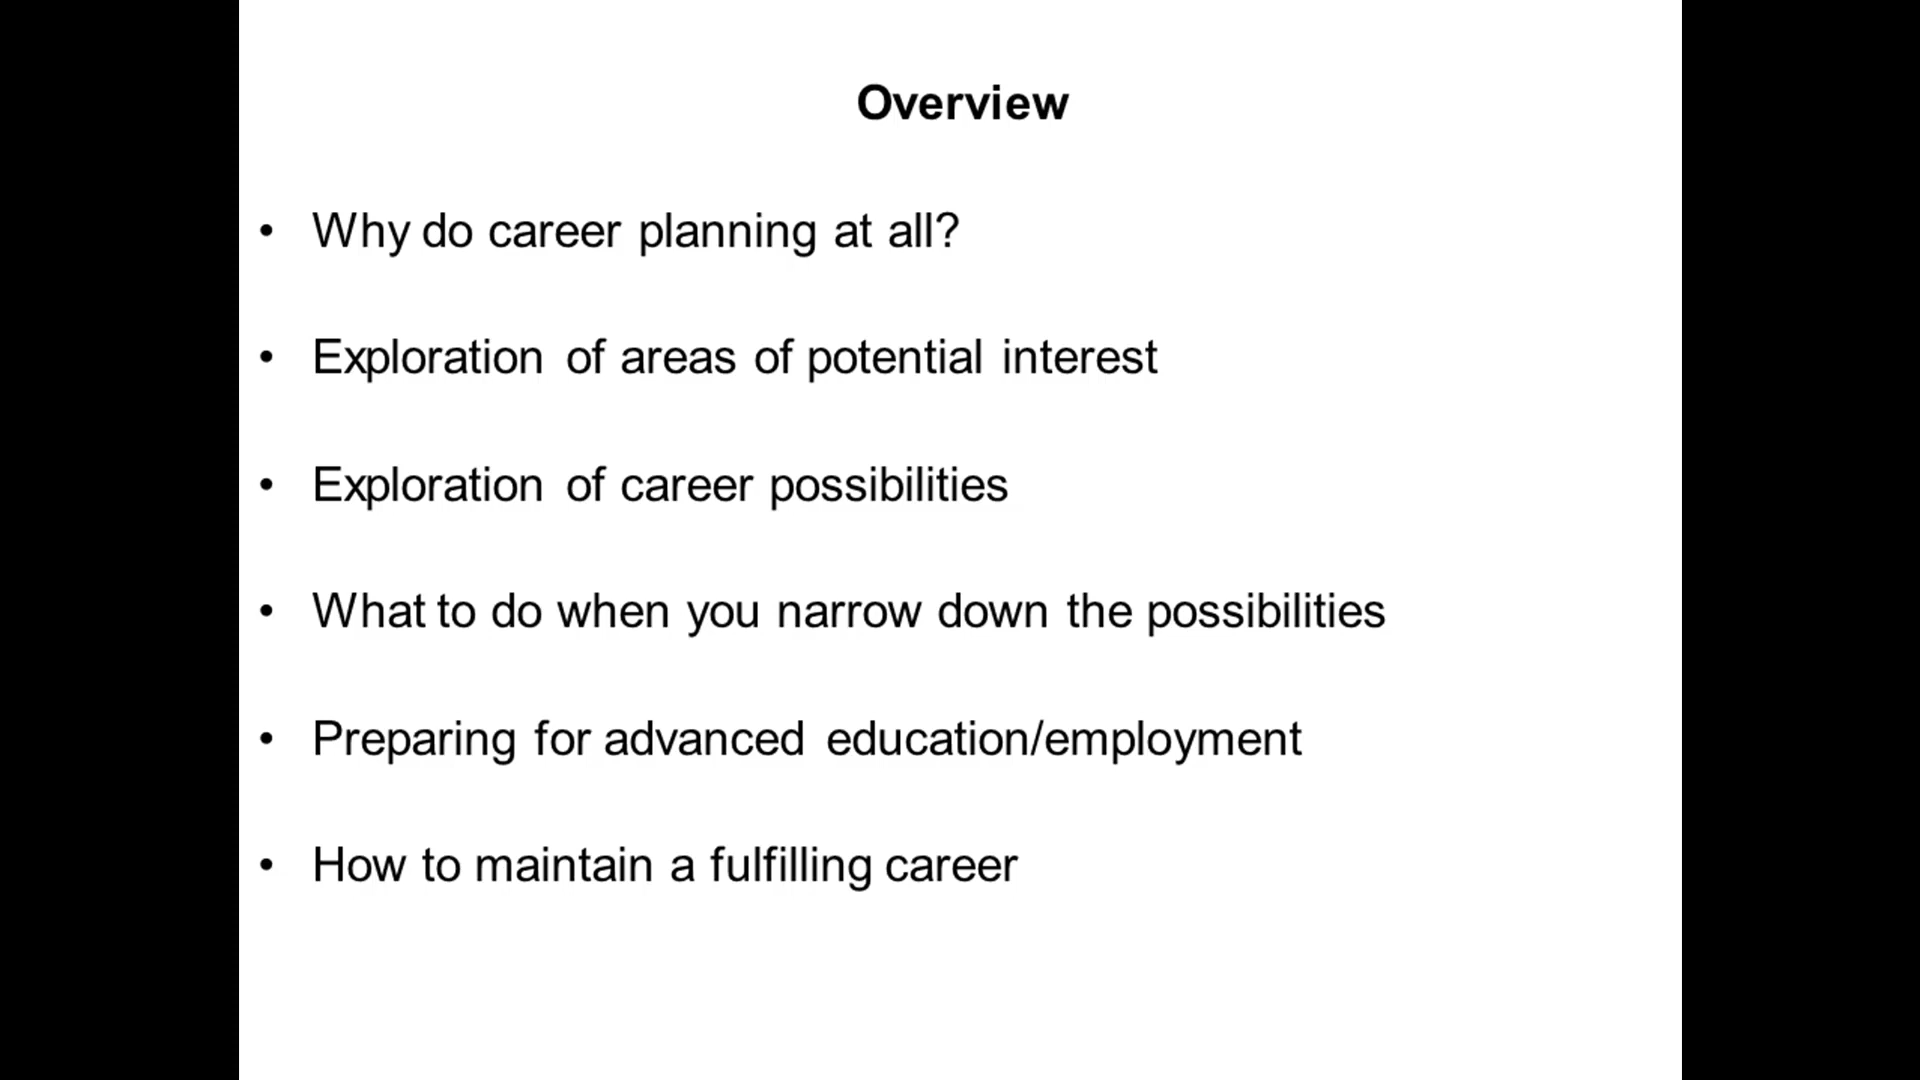 Overview
• Why do career planning at all?
• Exploration of areas of potential interest
• Exploration of career possibilities
• What to do when you narrow down the possibilities
• Preparing for advanced education/employment
• How to maintain a fulfilling career